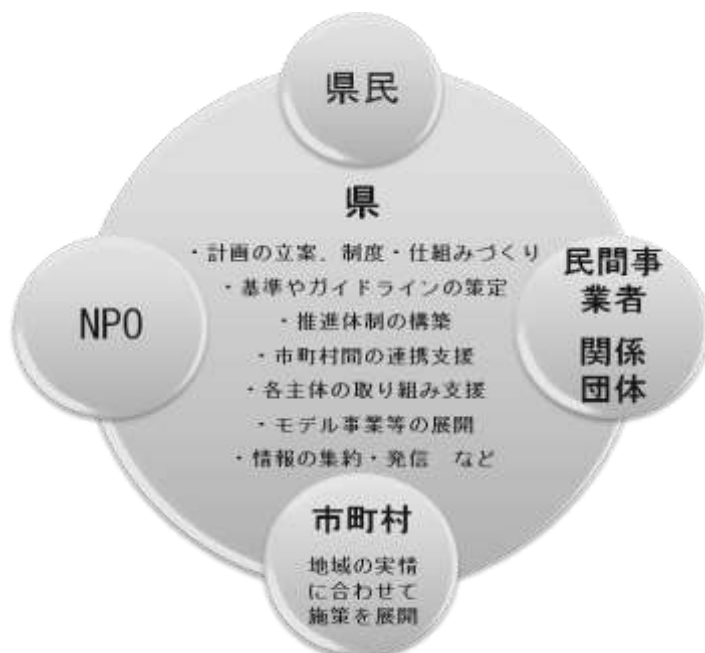 県民
県
・計画の立案、制度・仕組みづくり
・基準やガイドラインの策定
・推進体制の構築
・市町村間の連携支援
・各主体の取り組み支援
・モデル事業等の展開
・情報の集約・発信　など
NPO
民間事
業者
関係
団体
市町村
地域の実情
に合わせて
施策を展開